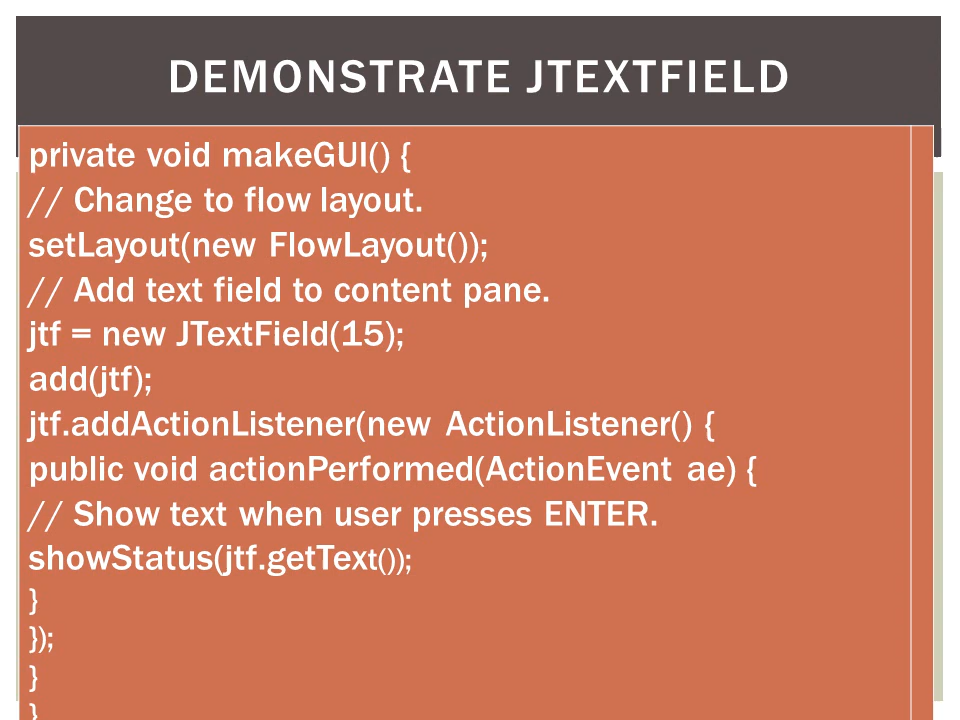 DEMONSTRATE JTEXTFIELD
private void makeGUI() {
// Change to flow layout.
setLayout(new FlowLayout());
// Add text field to content pane.
jtf = new JTextField(15);
add(jtf);
jtf.addActionListener(new ActionListener() {
public void actionPerformed(ActionEvent ae) {
// Show text when user presses ENTER.
showStatus(jtf.getText());
}
});
}
}